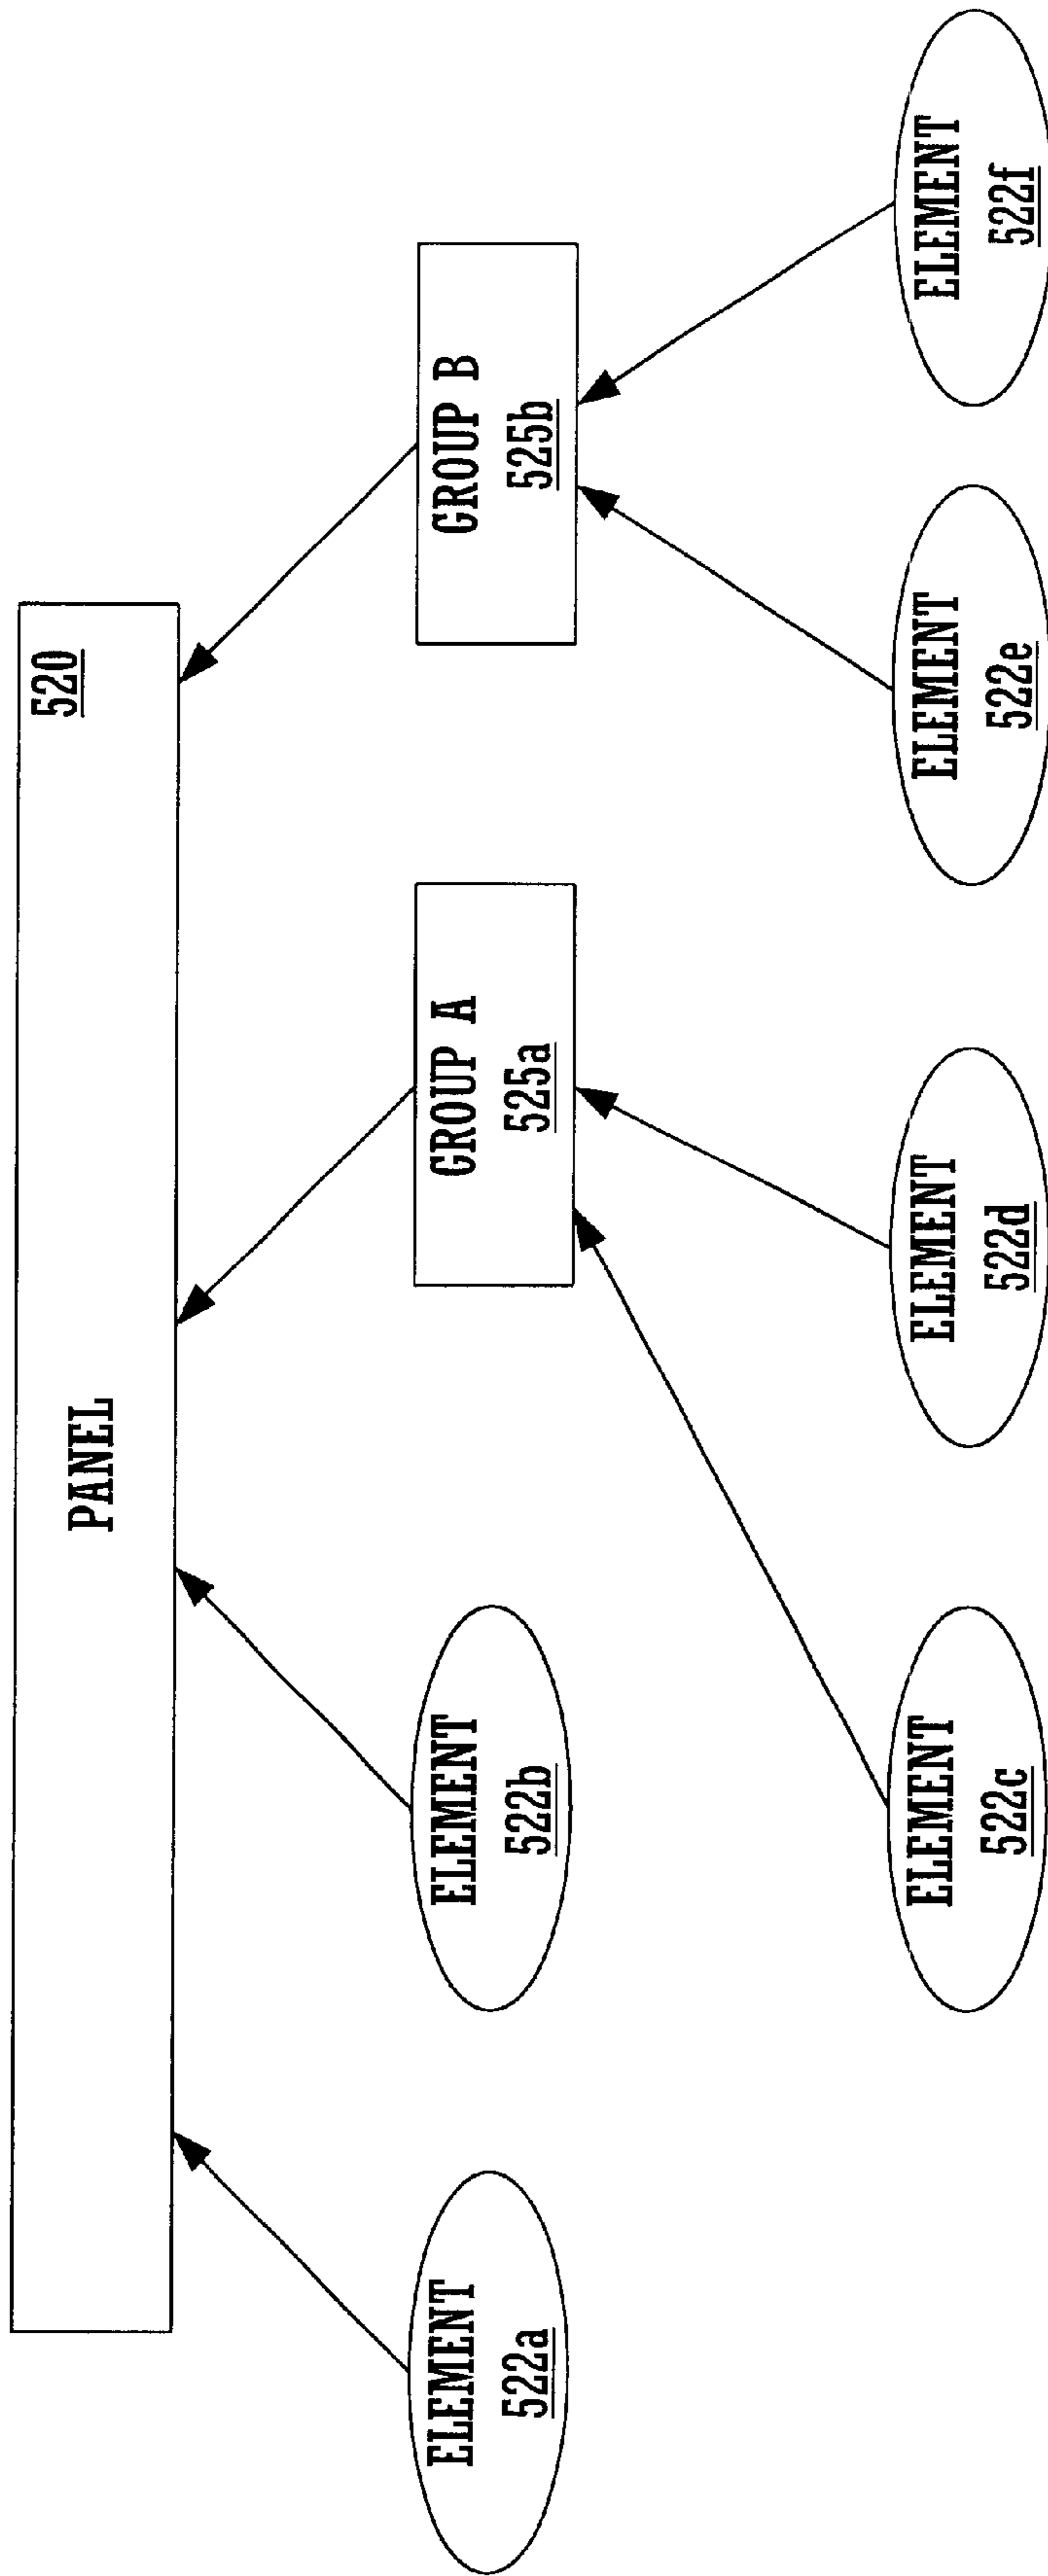 520
PANEL
ELEMENT
522a
ELEMENT
522b
GROUP A
525a
GROUP B
525b
ELEMENT
522c
ELEMENT
522d
ELEMENT
522e
ELEMENT
522f